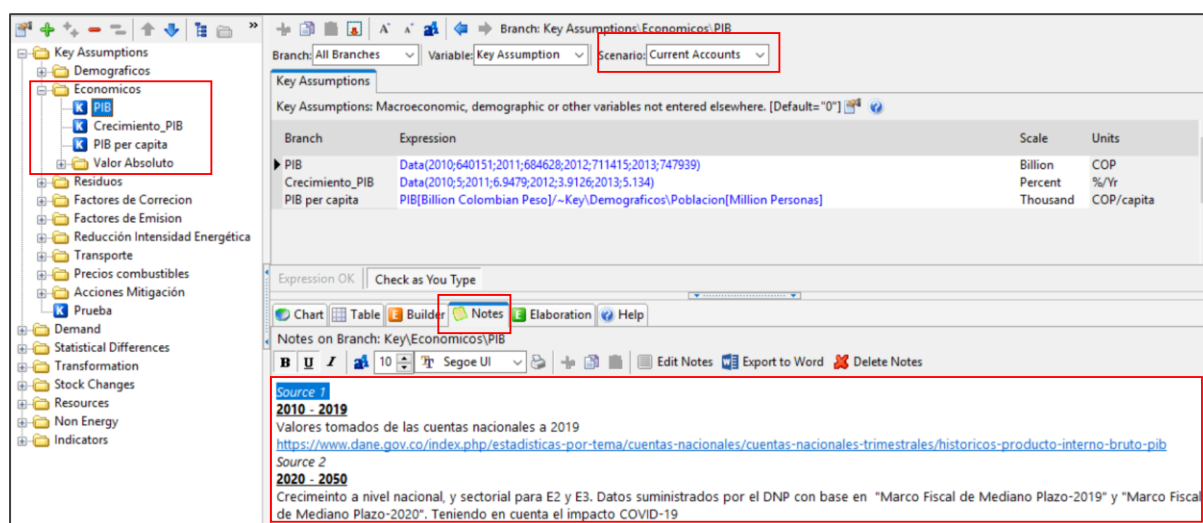 Branch: Key Assumptions\Economicos\PIB
Branch: All Branches Variable: Key Assumption Scenario: Current Accounts
Key Assumptions
Key Assumptions: Macroeconomic, demographic or other variables not entered elsewhere. [Default="0"]
Branch Expression Scale Units
PIB Data(2010;640151;2011;684628;2012;711415;2013;747939) Billion COP
Crecimiento_PIB Data(2010;5;2011;6.9479;2012;3.9126;2013;5.134) Percent %/Yr
PIB per capita PIB[Billion Colombian Peso]/~Key\Demograficos\Poblacion[Million Personas] Thousand COP/capita
Key Assumptions
Demograficos
Economicos
PIB
Crecimiento_PIB
PIB per capita
Valor Absoluto
Residuos
Factores de Correcion
Factores de Emision
Reducción Intensidad Energética
Transporte
Precios combustibles
Acciones Mitigación
Prueba
Demand
Statistical Differences
Transformation
Stock Changes
Resources
Non Energy
Indicators
Expression OK Check as You Type
Chart Table Builder Notes Elaboration Help
Notes on Branch: Key\Economicos\PIB
B U I 10 Segoe UI Edit Notes Export to Word Delete Notes
Source 1
2010 - 2019
Valores tomados de las cuentas nacionales a 2019
https://www.dane.gov.co/index.php/estadisticas-por-tema/cuentas-nacionales/cuentas-nacionales-trimestrales/historicos-producto-interno-bruto-pib
Source 2
2020 - 2050
Crecimeinto a nivel nacional, y sectorial para E2 y E3. Datos suministrados por el DNP con base en "Marco Fiscal de Mediano Plazo-2019" y "Marco Fiscal
de Mediano Plazo-2020". Teniendo en cuenta el impacto COVID-19